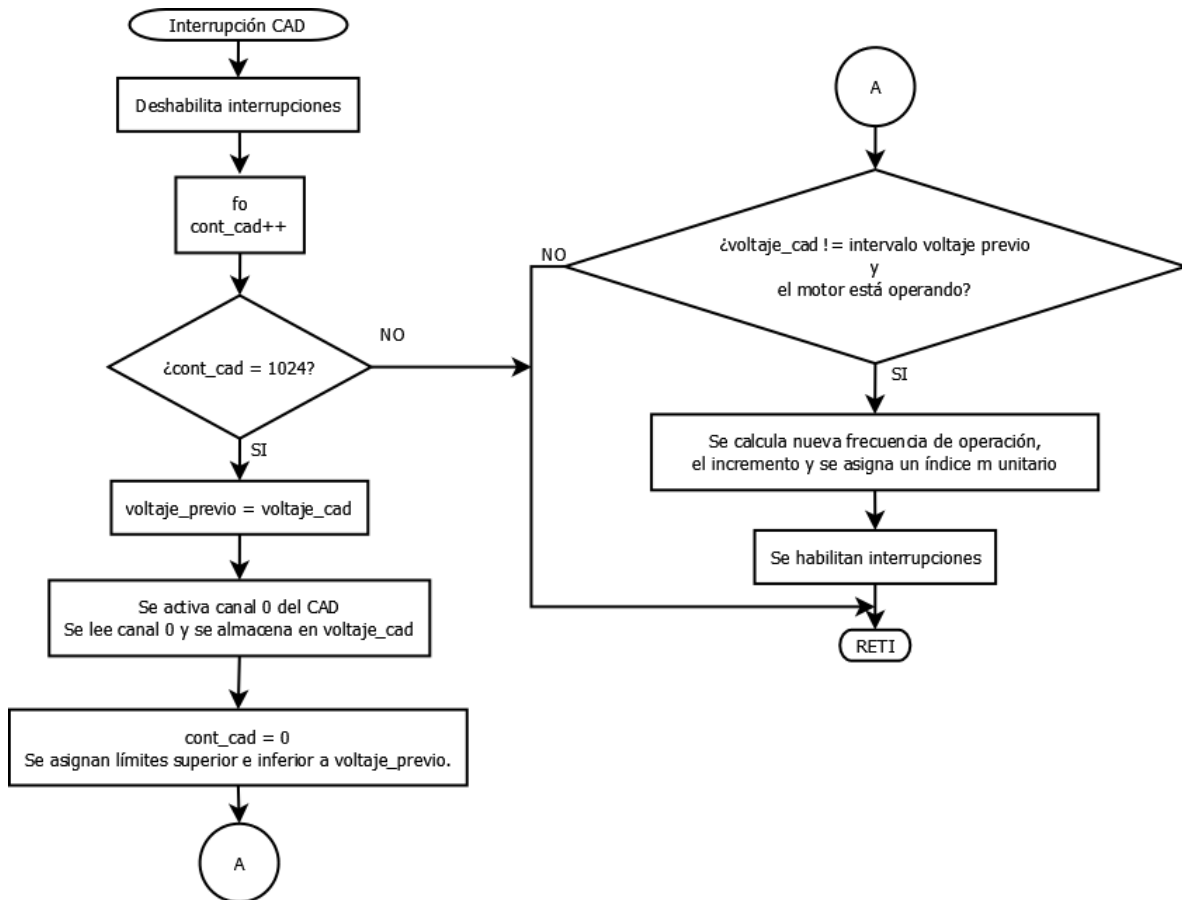 Interrupción CAD
Deshabilita interrupciones
fo
cont_cad++
¿cont_cad = 1024?
NO
SI
voltaje_previo = voltaje_cad
Se activa canal 0 del CAD
Se lee canal 0 y se almacena en voltaje_cad
cont_cad = 0
Se asignan límites superior e inferior a voltaje_previo.
A
A
¿voltaje_cad != intervalo voltaje previo
y
el motor está operando?
NO
SI
Se calcula nueva frecuencia de operación,
el incremento y se asigna un índice m unitario
Se habilitan interrupciones
RETI